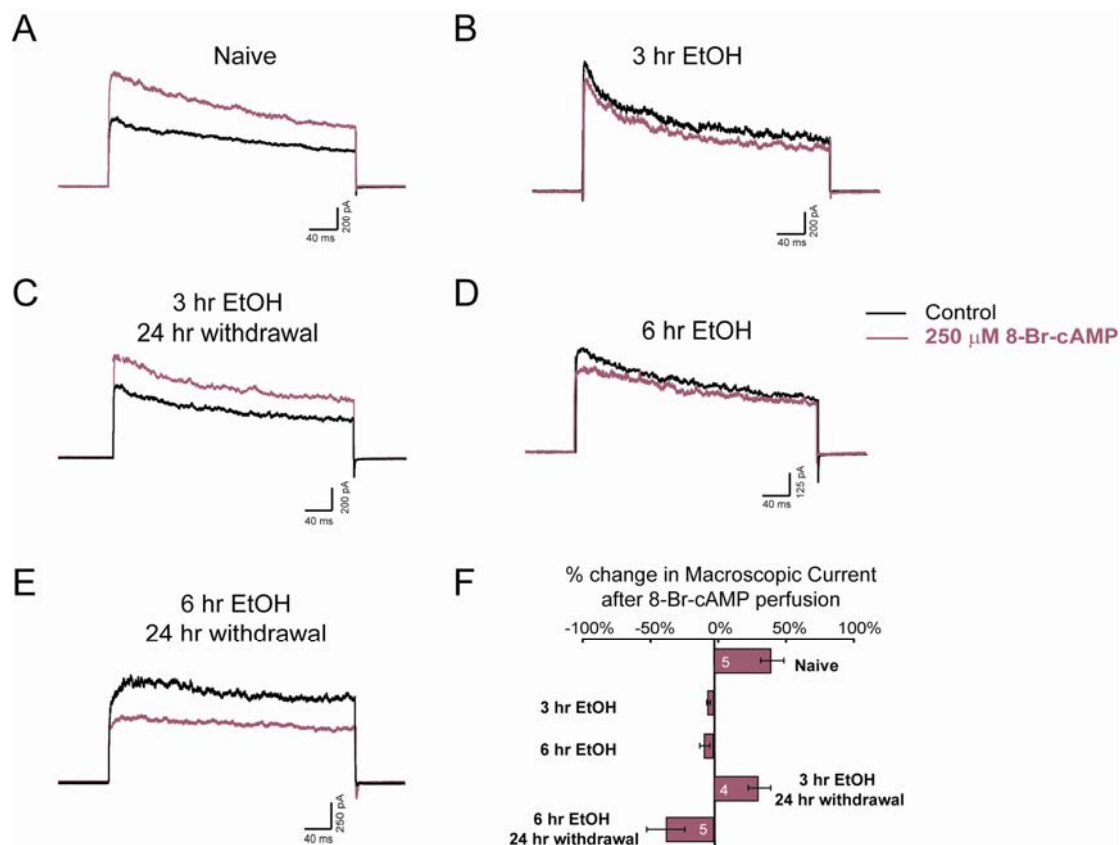 A
Naive
200 pA
40 ms
B
3 hr EtOH
200 pA
40 ms
C
3 hr EtOH
24 hr withdrawal
200 pA
40 ms
D
6 hr EtOH
125 pA
40 ms
Control
250 μM 8-Br-cAMP
E
6 hr EtOH
24 hr withdrawal
250 pA
40 ms
F
% change in Macroscopic Current
after 8-Br-cAMP perfusion
-100% -50% 0% 50% 100%
5 Naive
3 hr EtOH
6 hr EtOH
4 3 hr EtOH
24 hr withdrawal
6 hr EtOH
24 hr withdrawal 5